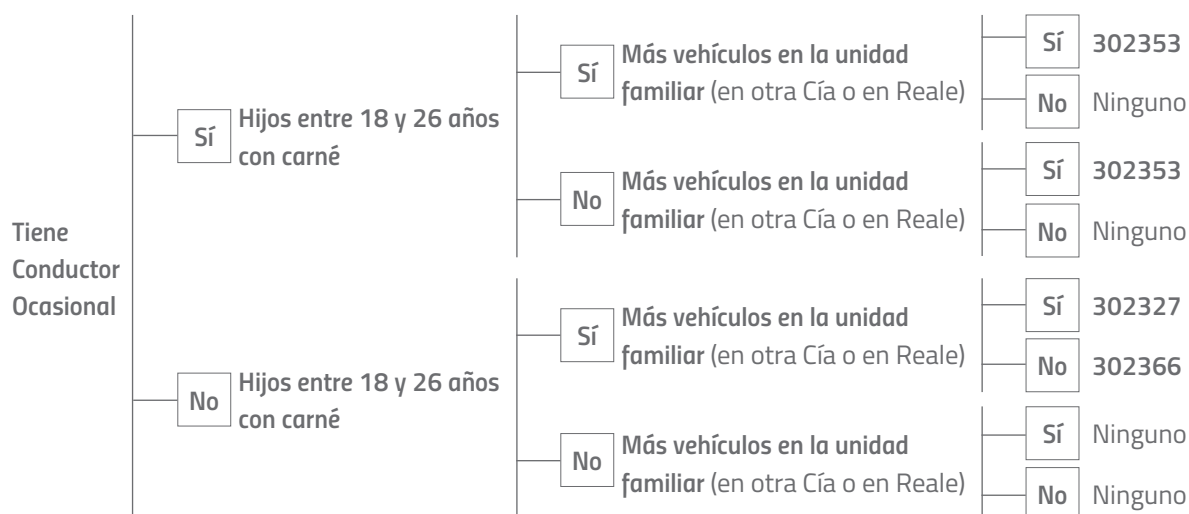 Tiene
Conductor
Ocasional
Sí
Hijos entre 18 y 26 años
con carné
Sí
Más vehículos en la unidad
familiar (en otra Cía o en Reale)
Sí 302353
No Ninguno
No
Más vehículos en la unidad
familiar (en otra Cía o en Reale)
Sí 302353
No Ninguno
No
Hijos entre 18 y 26 años
con carné
Sí
Más vehículos en la unidad
familiar (en otra Cía o en Reale)
Sí 302327
No 302366
No
Más vehículos en la unidad
familiar (en otra Cía o en Reale)
Sí Ninguno
No Ninguno